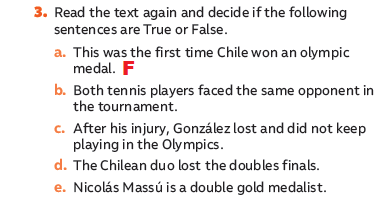 3. Read the text again and decide if the following
sentences are True or False.
a. This was the first time Chile won an olympic
medal. F
b. Both tennis players faced the same opponent in
the tournament.
c. After his injury, González lost and did not keep
playing in the Olympics.
d. The Chilean duo lost the doubles finals.
e. Nicolás Massú is a double gold medalist.